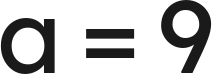 a = 9